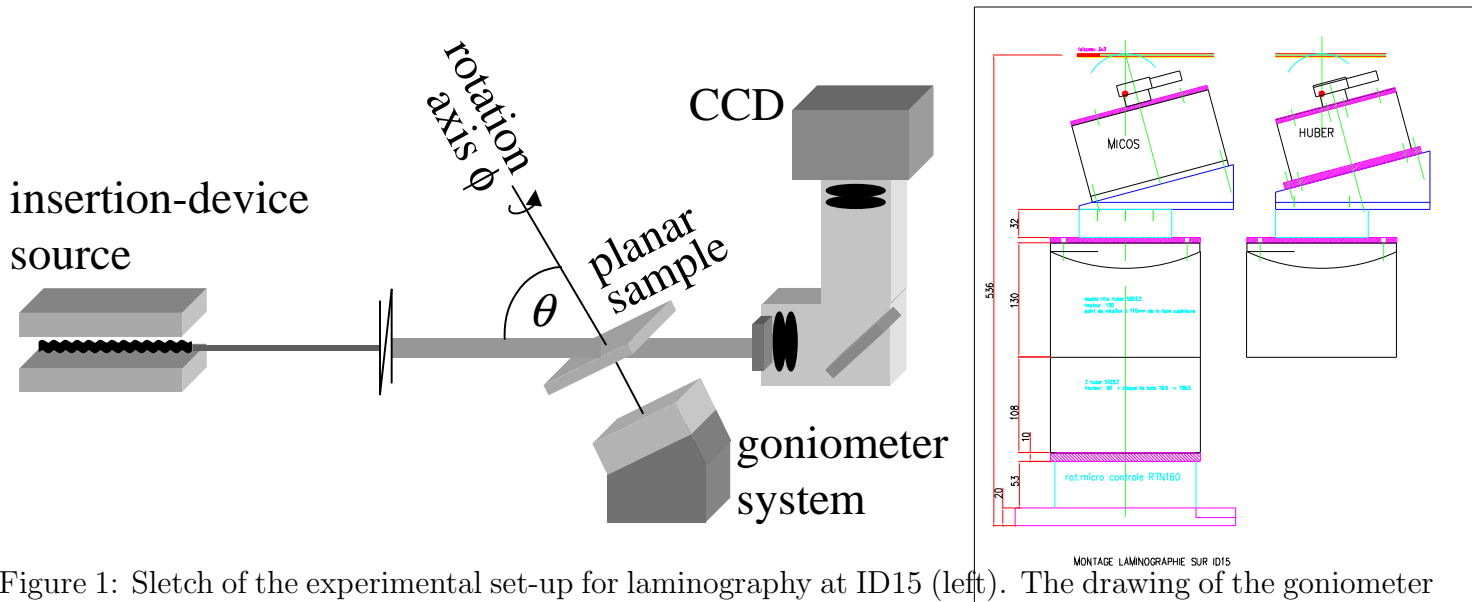 insertion-device
source
rotation
axis ϕ
θ
planar
sample
CCD
goniometer
system
MICOS
HUBER
32
536
130
108
10
53
20
rot.micro controle RTN160
MONTAGE LAMINOGRAPHIE SUR ID15
Figure 1: Sletch of the experimental set-up for laminography at ID15 (left). The drawing of the goniometer